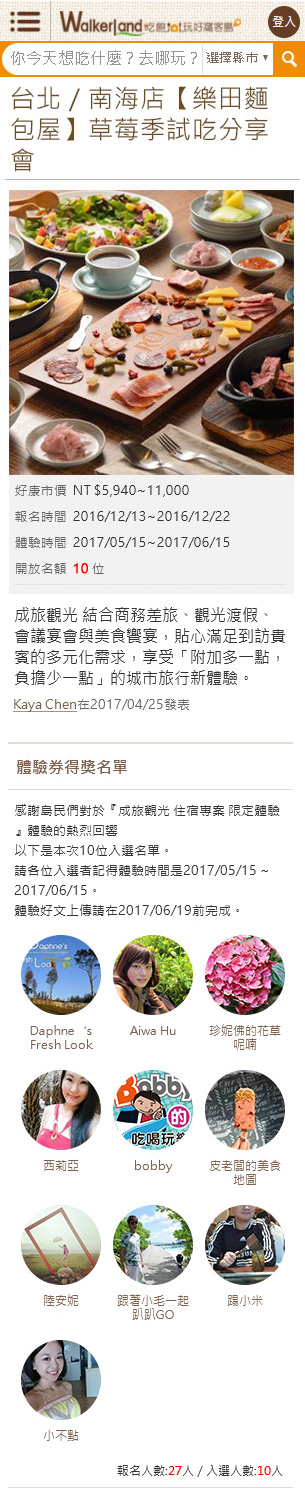 Walkerland 吃飽tol玩好窩客島
登入
你今天想吃什麼？去哪玩？
選擇縣市 ▼
台北 / 南海店【樂田麵
包屋】草莓季試吃分享
會
好康市價 NT $5,940~11,000
報名時間 2016/12/13~2016/12/22
體驗時間 2017/05/15~2017/06/15
開放名額 10 位
成旅觀光 結合商務差旅、觀光渡假、
會議宴會與美食饗宴，貼心滿足到訪貴
賓的多元化需求，享受「附加多一點，
負擔少一點」的城市旅行新體驗。
Kaya Chen在2017/04/25發表
體驗券得獎名單
感謝島民們對於『成旅觀光 住宿專案 限定體驗
』體驗的熱烈回響
以下是本次10位入選名單。
請各位入選者記得體驗時間是2017/05/15 ~
2017/06/15。
體驗好文上傳請在2017/06/19前完成。
Daphne's
Fresh Look
Daphne‘s
Fresh Look
Aiwa Hu
珍妮佛的花草
呢喃
Bobby
的
吃喝玩
西莉亞
bobby
皮老闆的美食
地圖
陸安妮
跟著小毛一起
趴趴GO
踢小米
小不點
報名人數:27人 / 入選人數:10人